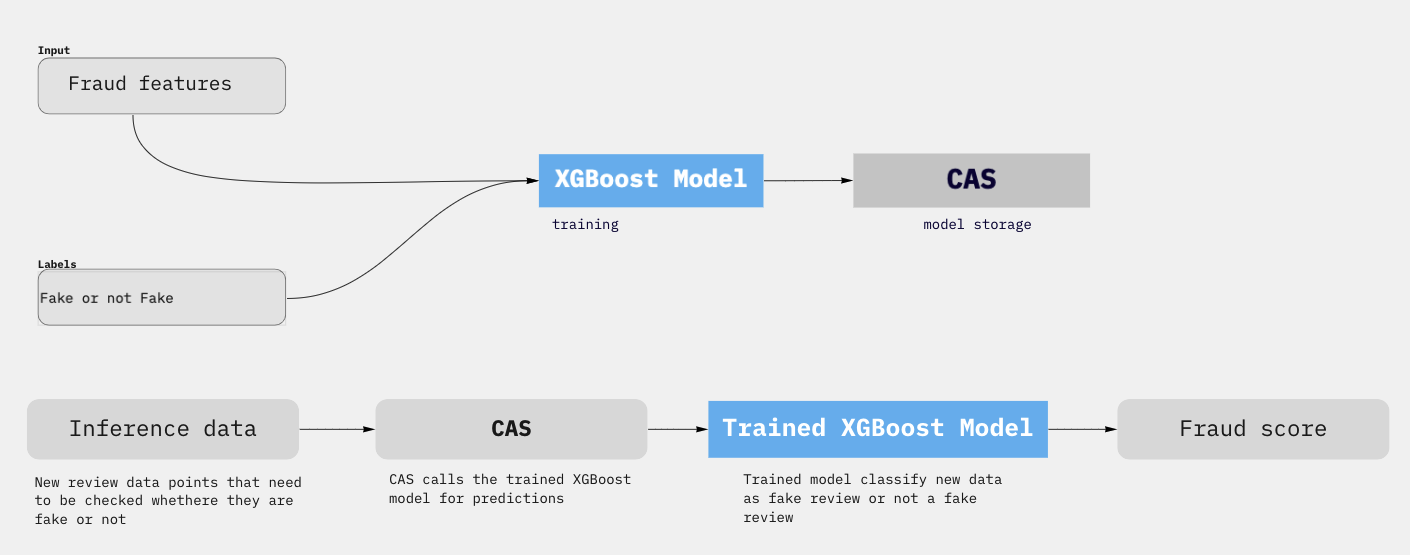 Input
Fraud features
XGBoost Model
CAS
training
model storage
Labels
Fake or not Fake
Inference data
CAS
Trained XGBoost Model
Fraud score
New review data points that need
to be checked whethere they are
fake or not
CAS calls the trained XGBoost
model for predictions
Trained model classify new data
as fake review or not a fake
review